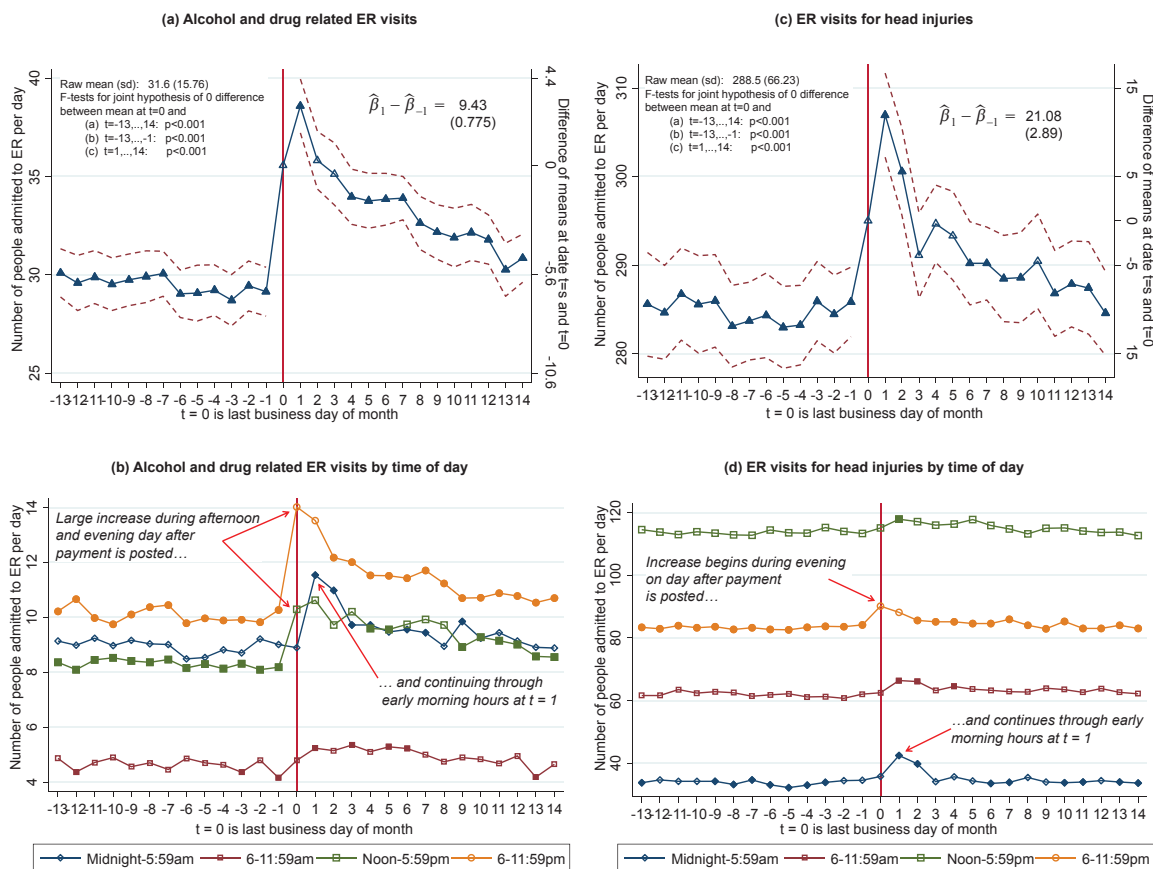 (a) Alcohol and drug related ER visits
Number of people admitted to ER per day
40
35
30
25
Raw mean (sd): 31.6 (15.76)
F-tests for joint hypothesis of 0 difference
between mean at t=0 and
(a) t=-13,..,14: p<0.001
(b) t=-13,..,-1: p<0.001
(c) t=1,..,14: p<0.001
β̂1 − β̂−1 = 9.43
(0.775)
4.4
0
-5.6
-10.6
Difference of means at date t=s and t=0
-13 -12 -11 -10 -9 -8 -7 -6 -5 -4 -3 -2 -1 0 1 2 3 4 5 6 7 8 9 10 11 12 13 14
t = 0 is last business day of month
(c) ER visits for head injuries
Number of people admitted to ER per day
310
300
290
280
Raw mean (sd): 288.5 (66.23)
F-tests for joint hypothesis of 0 difference
between mean at t=0 and
(a) t=-13,..,14: p<0.001
(b) t=-13,..,-1: p<0.001
(c) t=1,..,14: p<0.001
β̂1 − β̂−1 = 21.08
(2.89)
15
5
0
-5
15
Difference of means at date t=s and t=0
-13 -12 -11 -10 -9 -8 -7 -6 -5 -4 -3 -2 -1 0 1 2 3 4 5 6 7 8 9 10 11 12 13 14
t = 0 is last business day of month
(b) Alcohol and drug related ER visits by time of day
Number of people admitted to ER per day
14
12
10
8
6
4
Large increase during afternoon
and evening day after
payment is posted…
… and continuing through
early morning hours at t = 1
-13 -12 -11 -10 -9 -8 -7 -6 -5 -4 -3 -2 -1 0 1 2 3 4 5 6 7 8 9 10 11 12 13 14
t = 0 is last business day of month
Midnight-5:59am 6-11:59am Noon-5:59pm 6-11:59pm
(d) ER visits for head injuries by time of day
Number of people admitted to ER per day
120
100
80
60
40
Increase begins during evening
on day after payment
is posted…
…and continues through early
morning hours at t = 1
-13 -12 -11 -10 -9 -8 -7 -6 -5 -4 -3 -2 -1 0 1 2 3 4 5 6 7 8 9 10 11 12 13 14
t = 0 is last business day of month
Midnight-5:59am 6-11:59am Noon-5:59pm 6-11:59pm